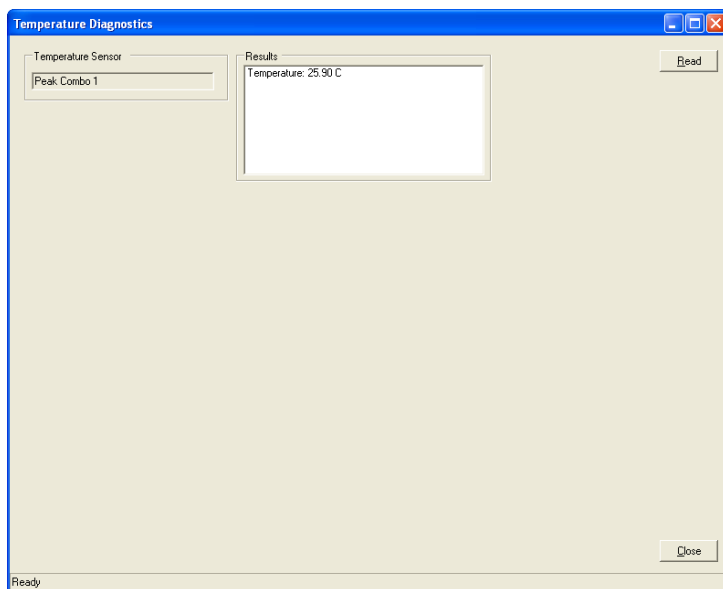 Temperature Diagnostics
Temperature Sensor
Peak Combo 1
Results
Temperature: 25.90 C
Read
Close
Ready